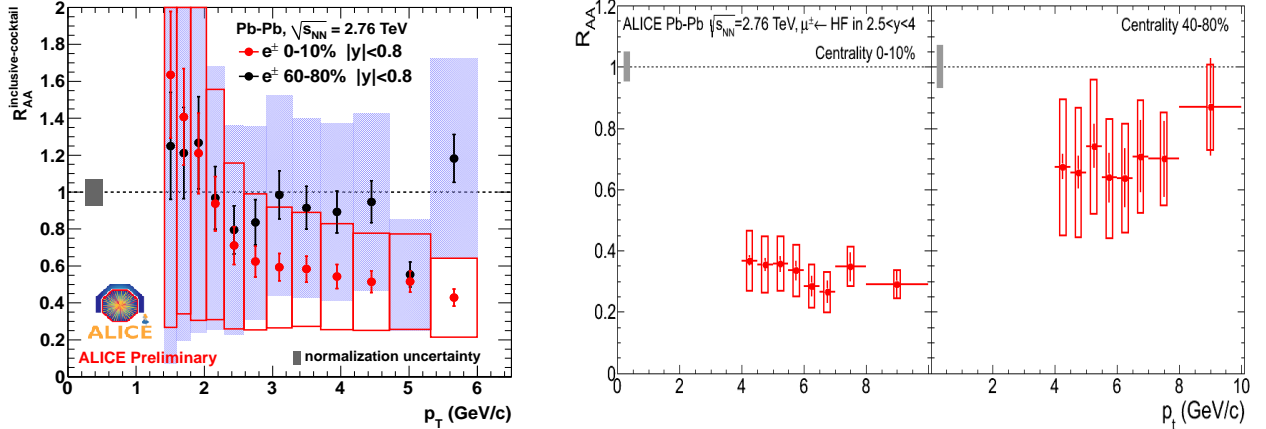 R_AA^inclusive-cocktail
2
1.8
1.6
1.4
1.2
1
0.8
0.6
0.4
0.2
0
Pb-Pb, √s_NN = 2.76 TeV
e± 0-10% |y|<0.8
e± 60-80% |y|<0.8
ALICE
ALICE Preliminary
normalization uncertainty
0 1 2 3 4 5 6
p_T (GeV/c)
R_AA
1
0.8
0.6
0.4
0.2
0
ALICE Pb-Pb √s_NN=2.76 TeV, μ±← HF in 2.5<y<4
Centrality 0-10%
Centrality 40-80%
0 2 4 6 8 2 4 6 8 10
p_t (GeV/c)